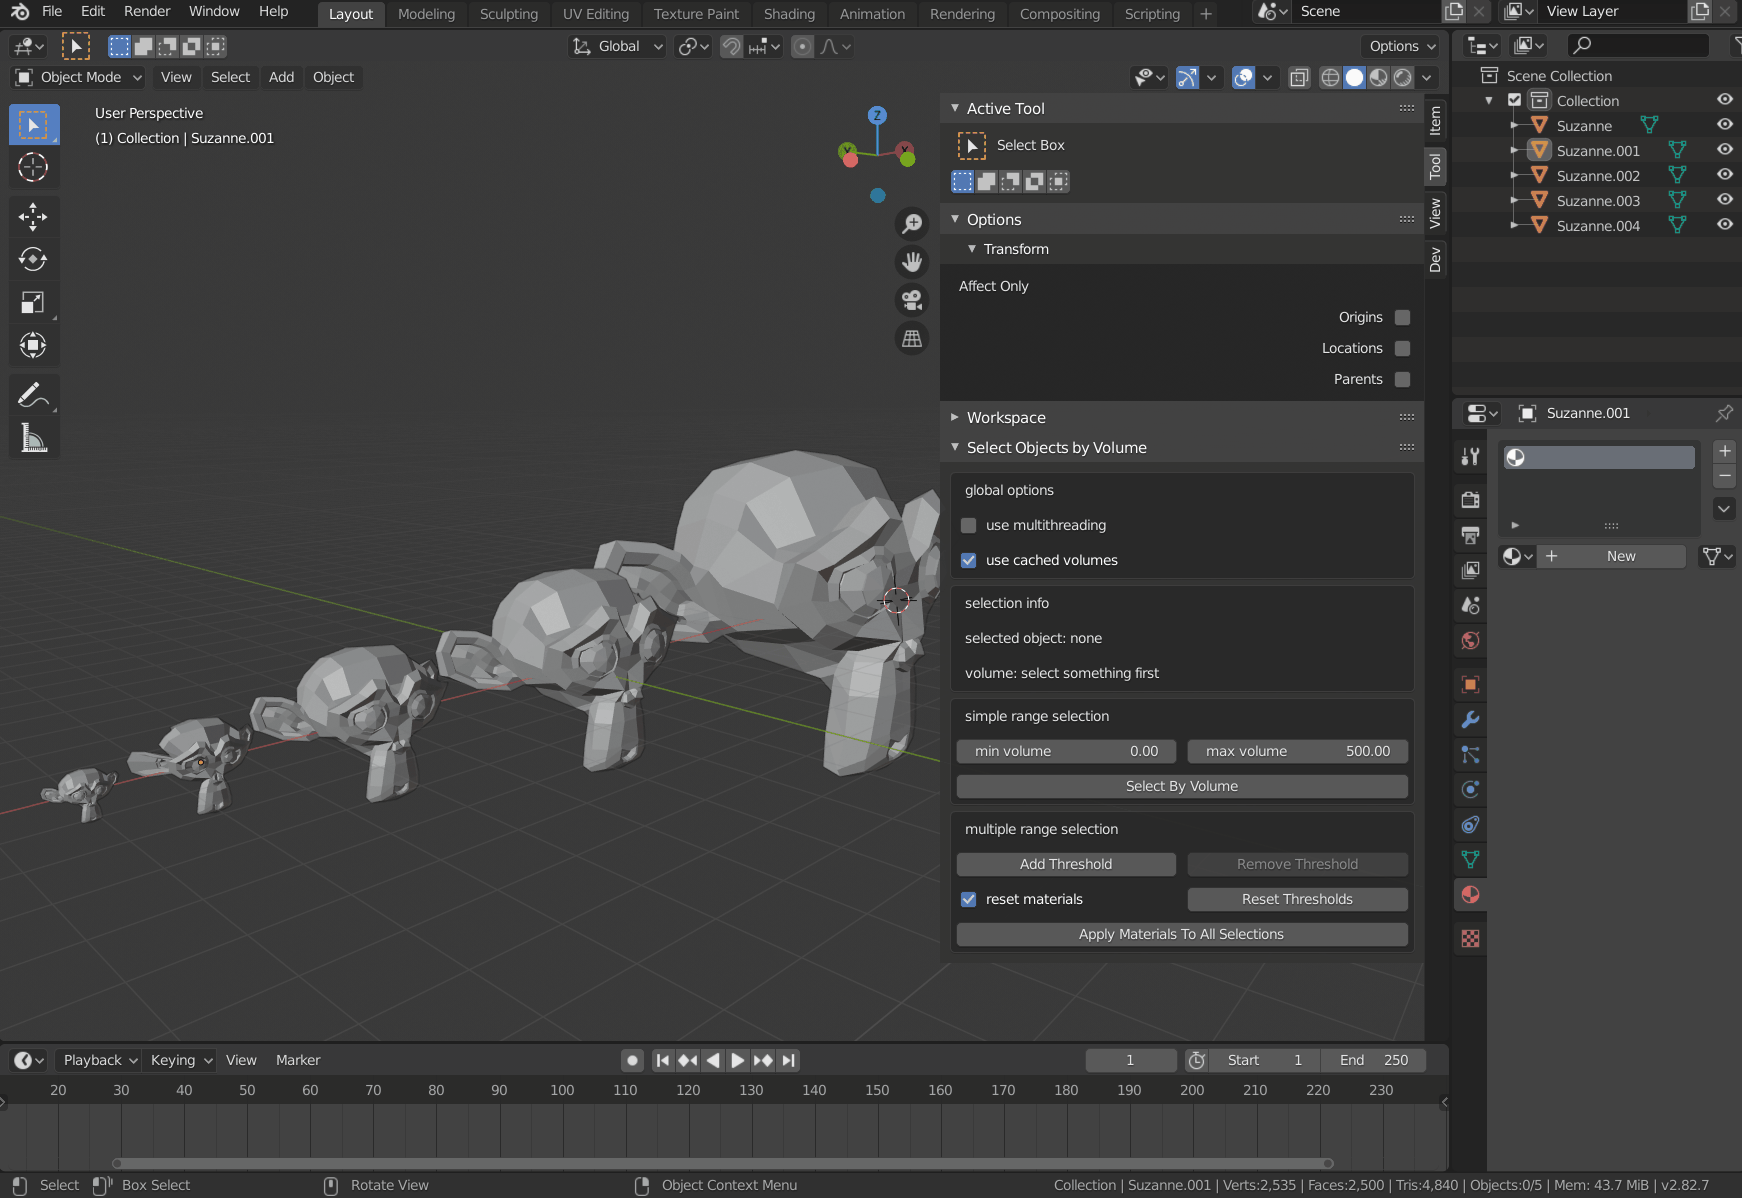 File Edit Render Window Help Layout Modeling Sculpting UV Editing Texture Paint Shading Animation Rendering Compositing Scripting + Scene View Layer
Global Options
Object Mode View Select Add Object
User Perspective
(1) Collection | Suzanne.001
Z
Y
X
Active Tool
Select Box
Options
Transform
Affect Only
Origins
Locations
Parents
Workspace
Select Objects by Volume
global options
use multithreading
use cached volumes
selection info
selected object: none
volume: select something first
simple range selection
min volume 0.00 max volume 500.00
Select By Volume
multiple range selection
Add Threshold Remove Threshold
reset materials Reset Thresholds
Apply Materials To All Selections
Item
Tool
View
Dev
Scene Collection
Collection
Suzanne
Suzanne.001
Suzanne.002
Suzanne.003
Suzanne.004
Suzanne.001
+ New
Playback Keying View Marker 1 Start 1 End 250
20 30 40 50 60 70 80 90 100 110 120 130 140 150 160 170 180 190 200 210 220 230
Select Box Select Rotate View Object Context Menu Collection | Suzanne.001 | Verts:2,535 | Faces:2,500 | Tris:4,840 | Objects:0/5 | Mem: 43.7 MiB | v2.82.7